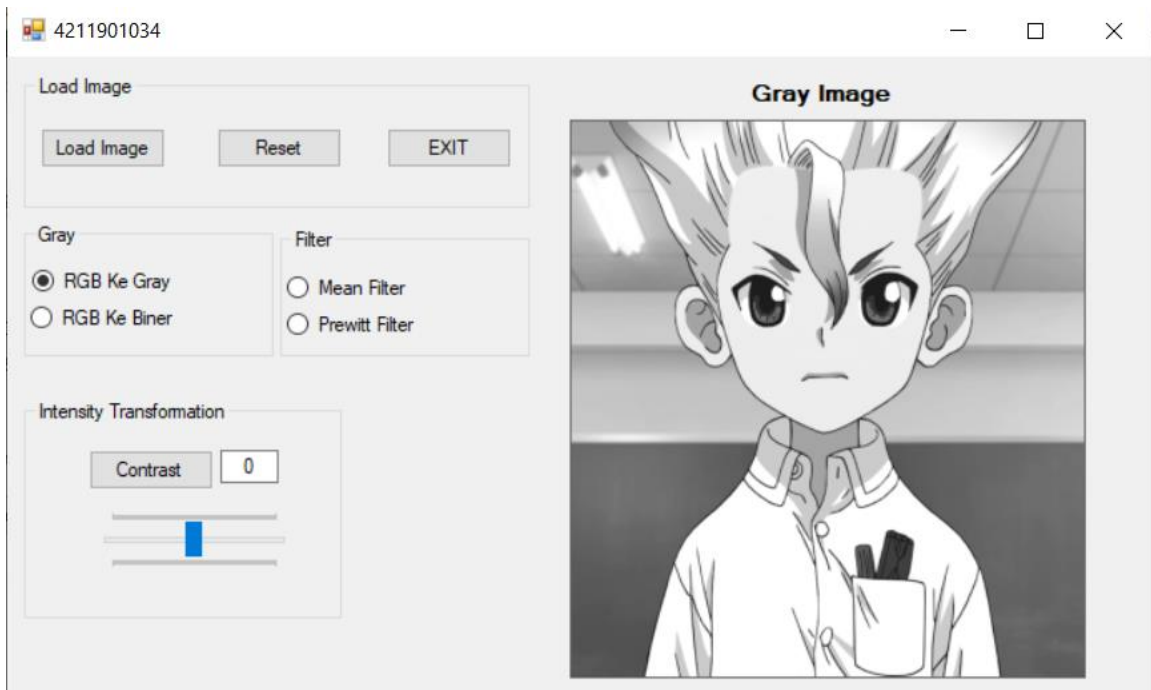 4211901034
Load Image
Load Image
Reset
EXIT
Gray
RGB Ke Gray
RGB Ke Biner
Filter
Mean Filter
Prewitt Filter
Intensity Transformation
Contrast
0
Gray Image